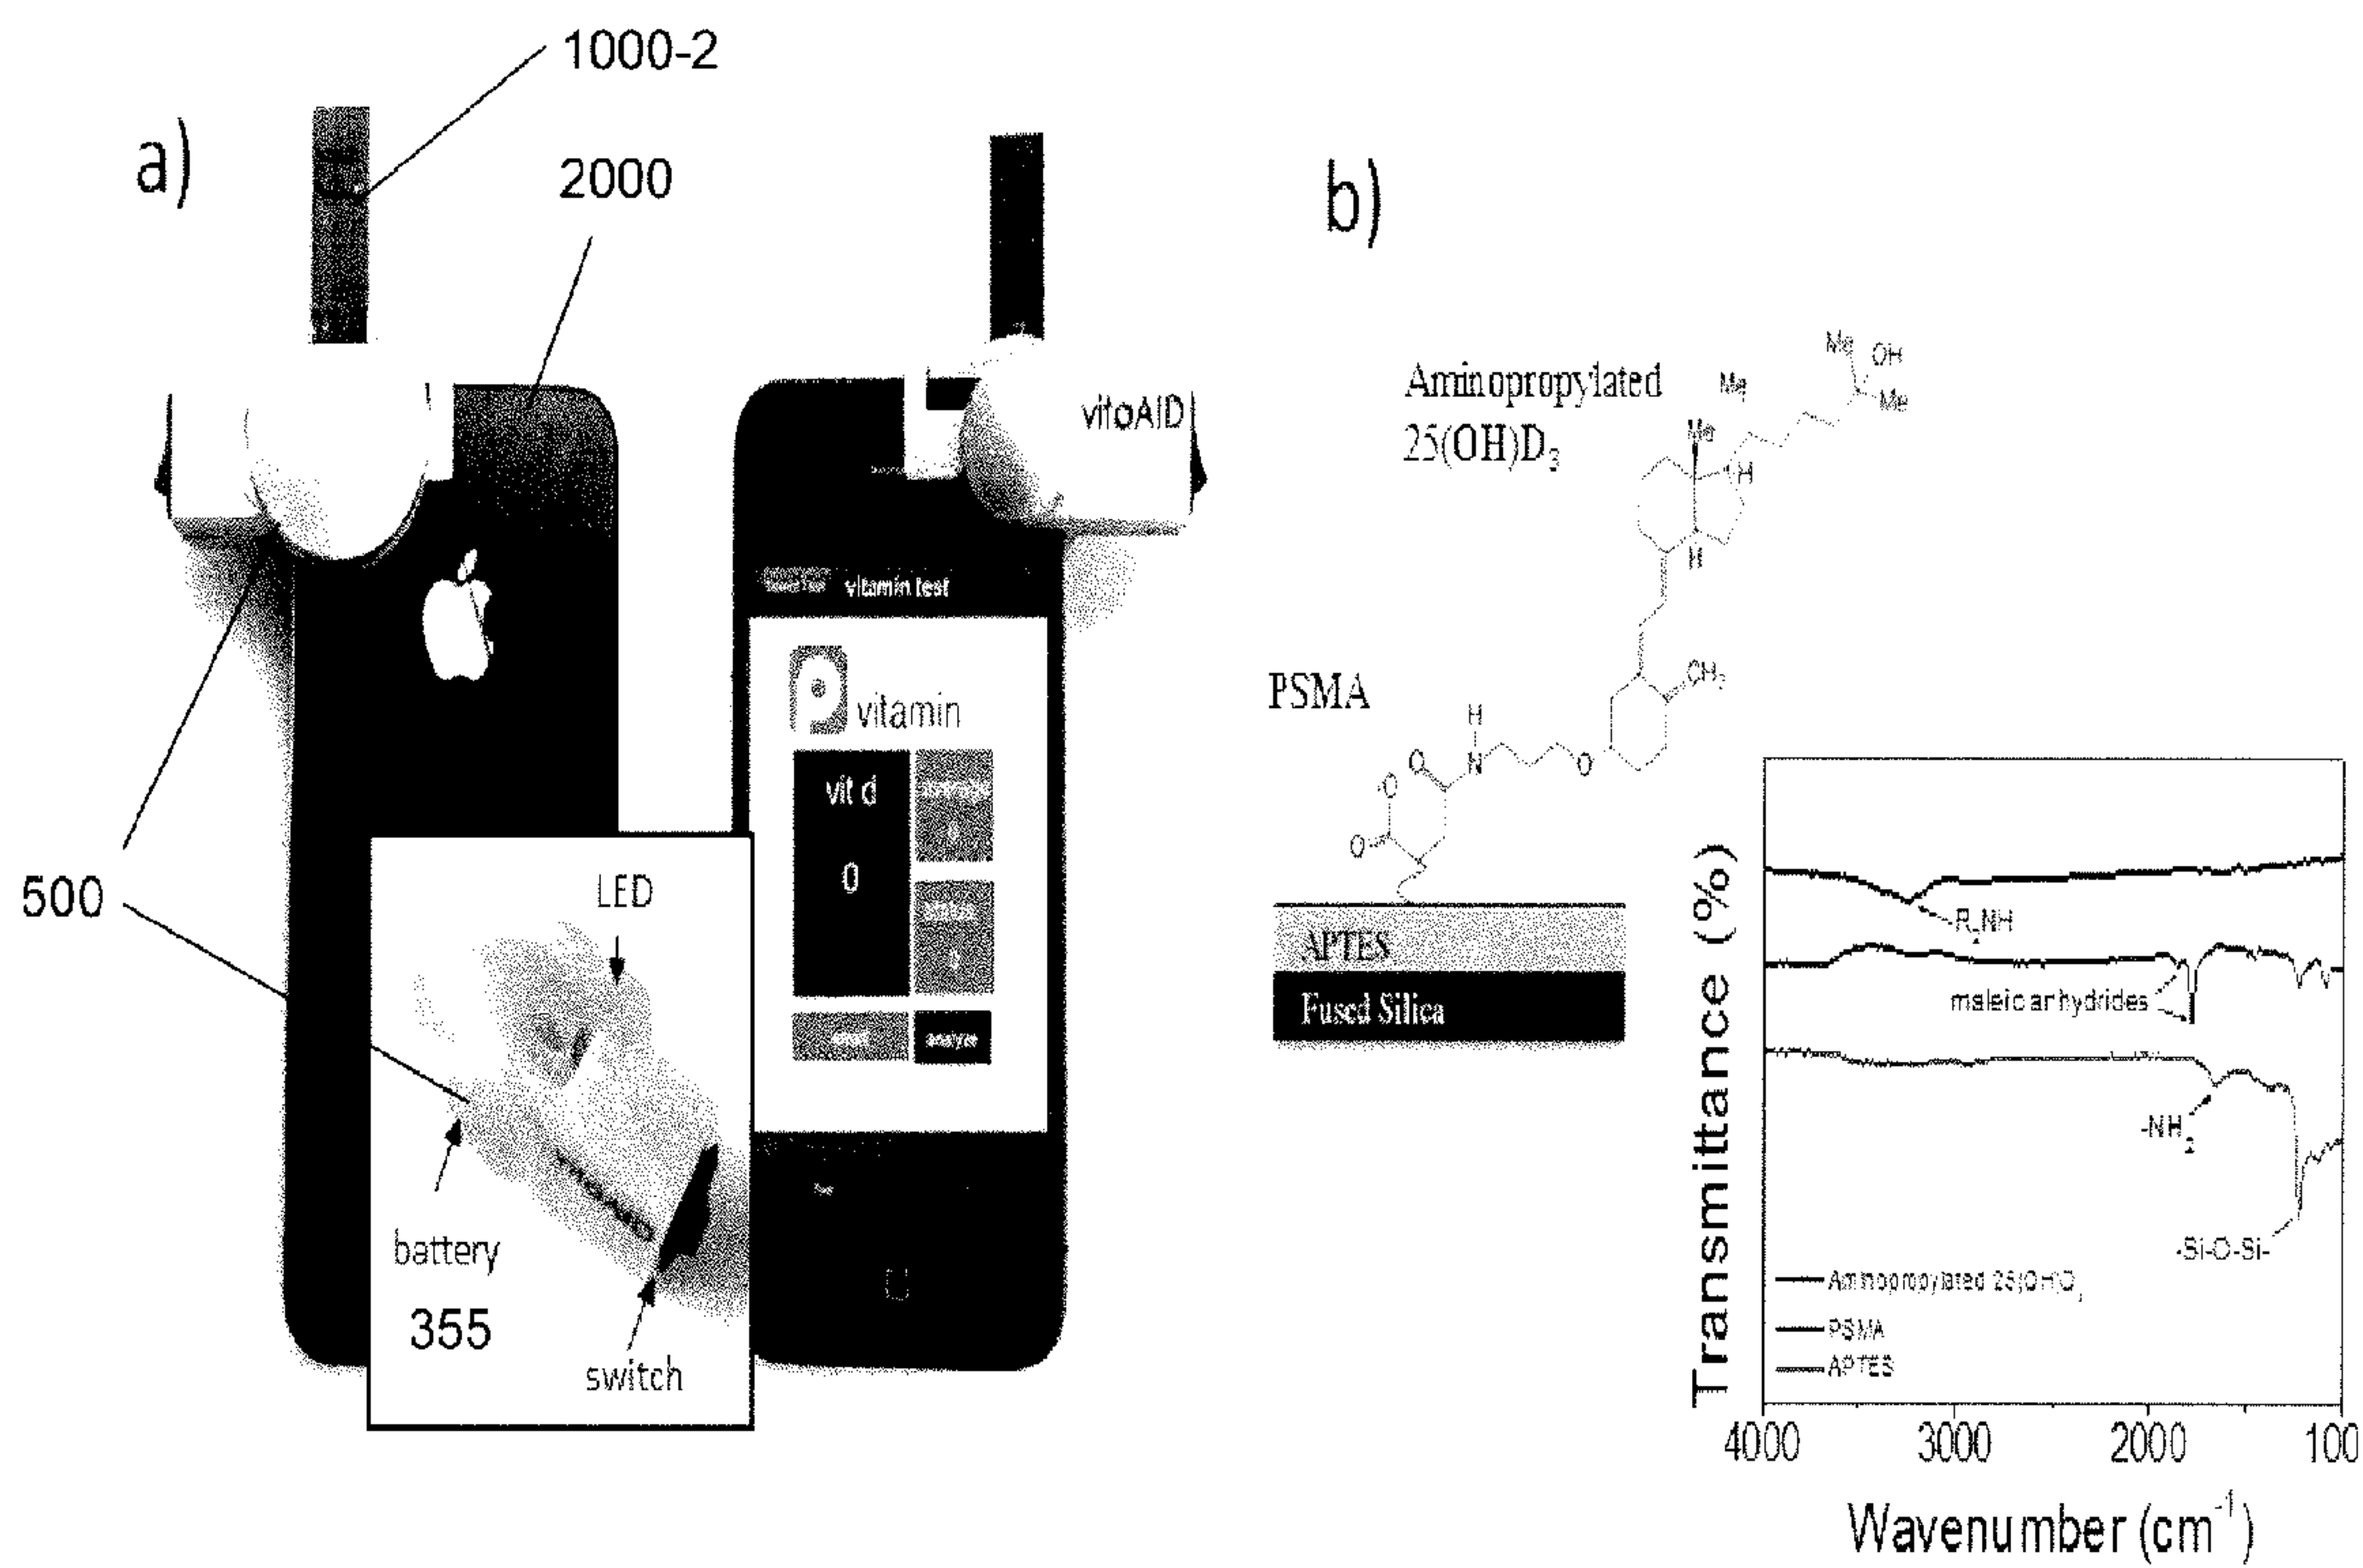 a)
1000-2
2000
vitoAID
vitamin test
vitamin
vit d
0
analyze
500
LED
battery
355
switch
vitoAID
b)
Aminopropylated
25(OH)D3
Me
OH
Me
Me
Me
H
H
CH2
PSMA
H
N
O
O
O
O
APTES
Fused Silica
Transmittance (%)
-R2NH
maleic anhydrides
-NH2
-Si-O-Si-
Aminopropylated 25(OH)D3
PSMA
APTES
4000
3000
2000
100
Wavenumber (cm-1)